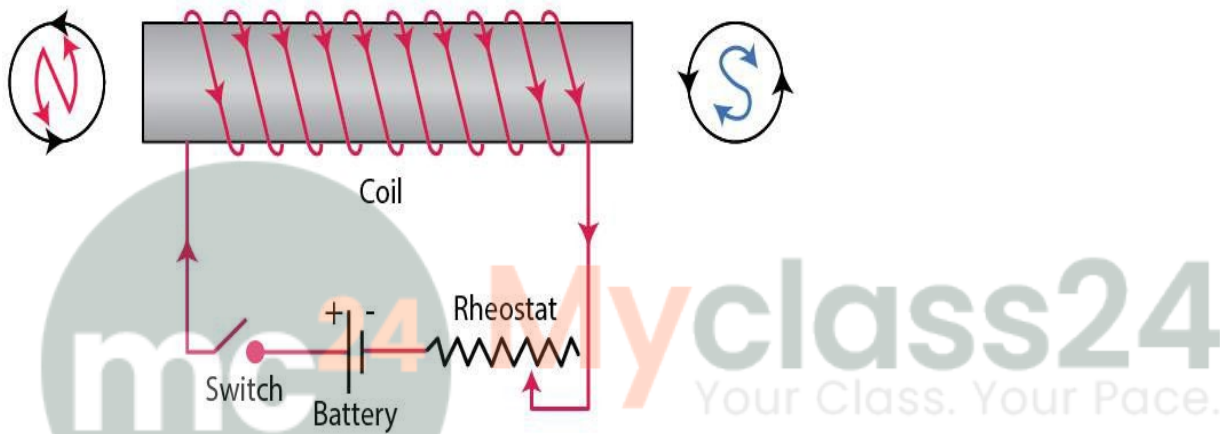 N
S
Coil
+ -
Rheostat
Switch
Battery
mc24
Myclass24
Your Class. Your Pace.